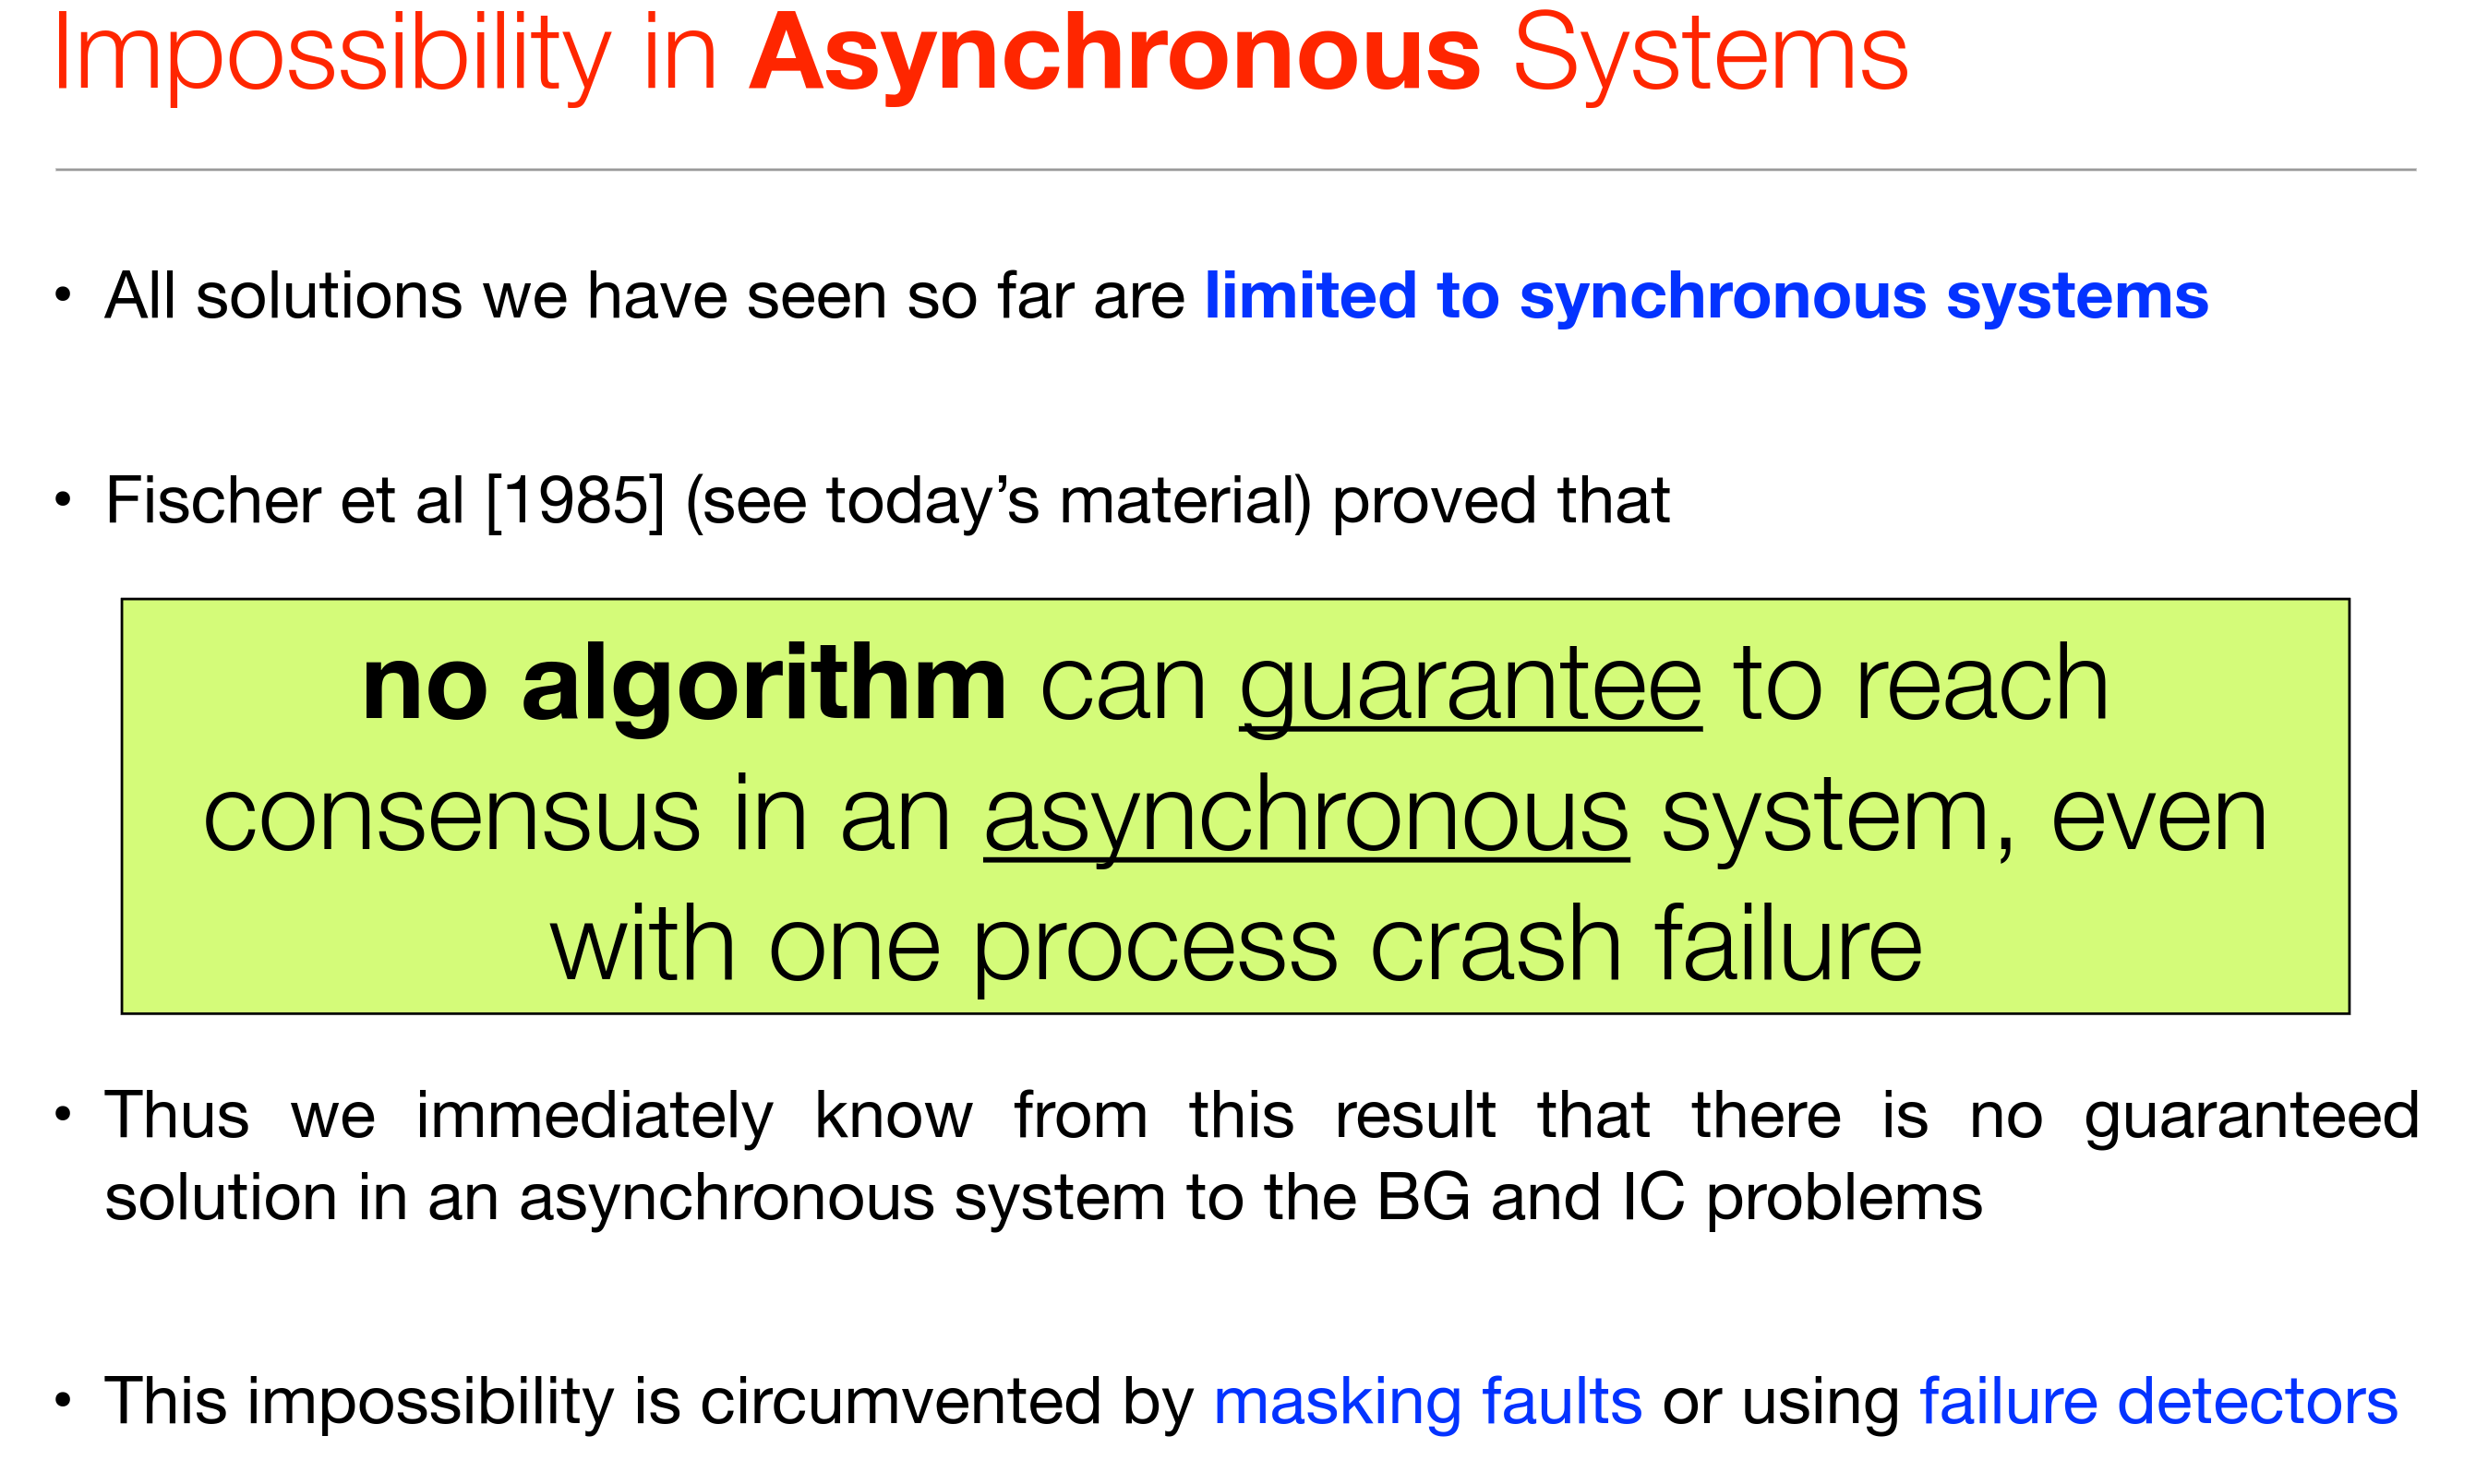 Impossibility in Asynchronous Systems
• All solutions we have seen so far are limited to synchronous systems
• Fischer et al [1985] (see today’s material) proved that
no algorithm can guarantee to reach
consensus in an asynchronous system, even
with one process crash failure
• Thus we immediately know from this result that there is no guaranteed
solution in an asynchronous system to the BG and IC problems
• This impossibility is circumvented by masking faults or using failure detectors